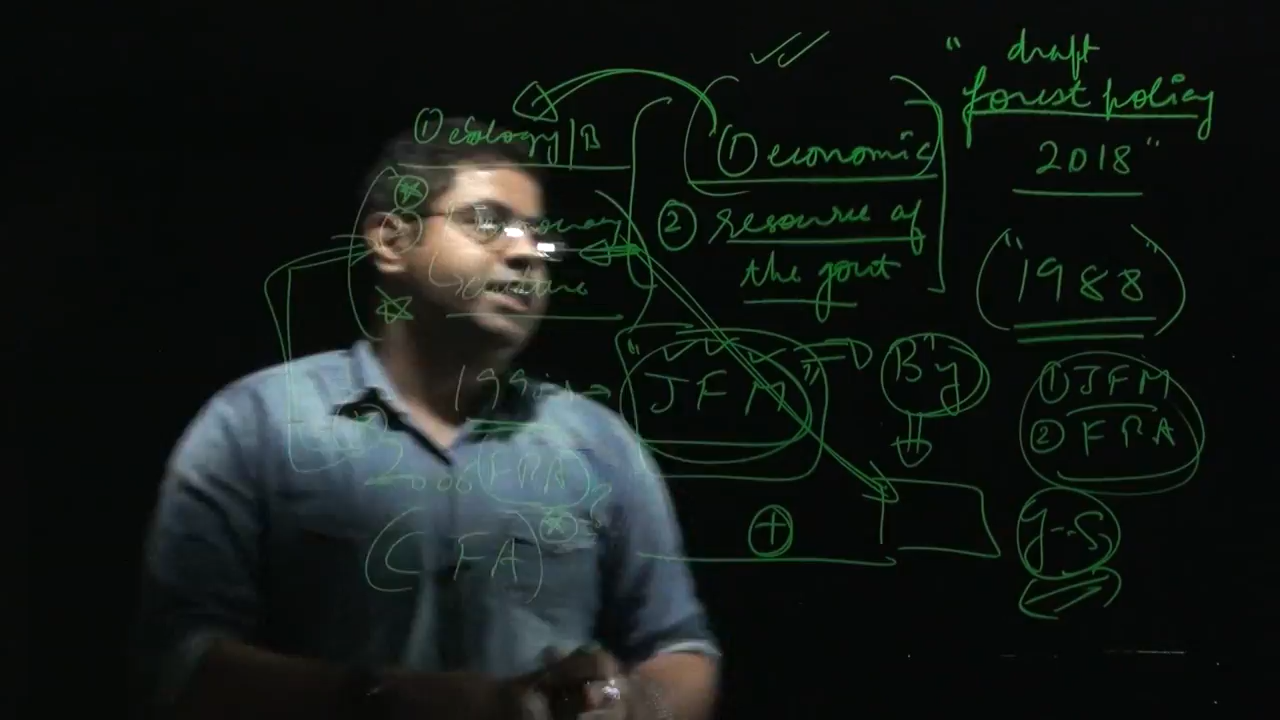 " draft
forest policy
2018 "
① ecology/B
① economic
② resource of
the govt
culture
"1988"
"JFM"
By
① JFM
② FRA
2006 (FRA)
(CFA)
+
G-S